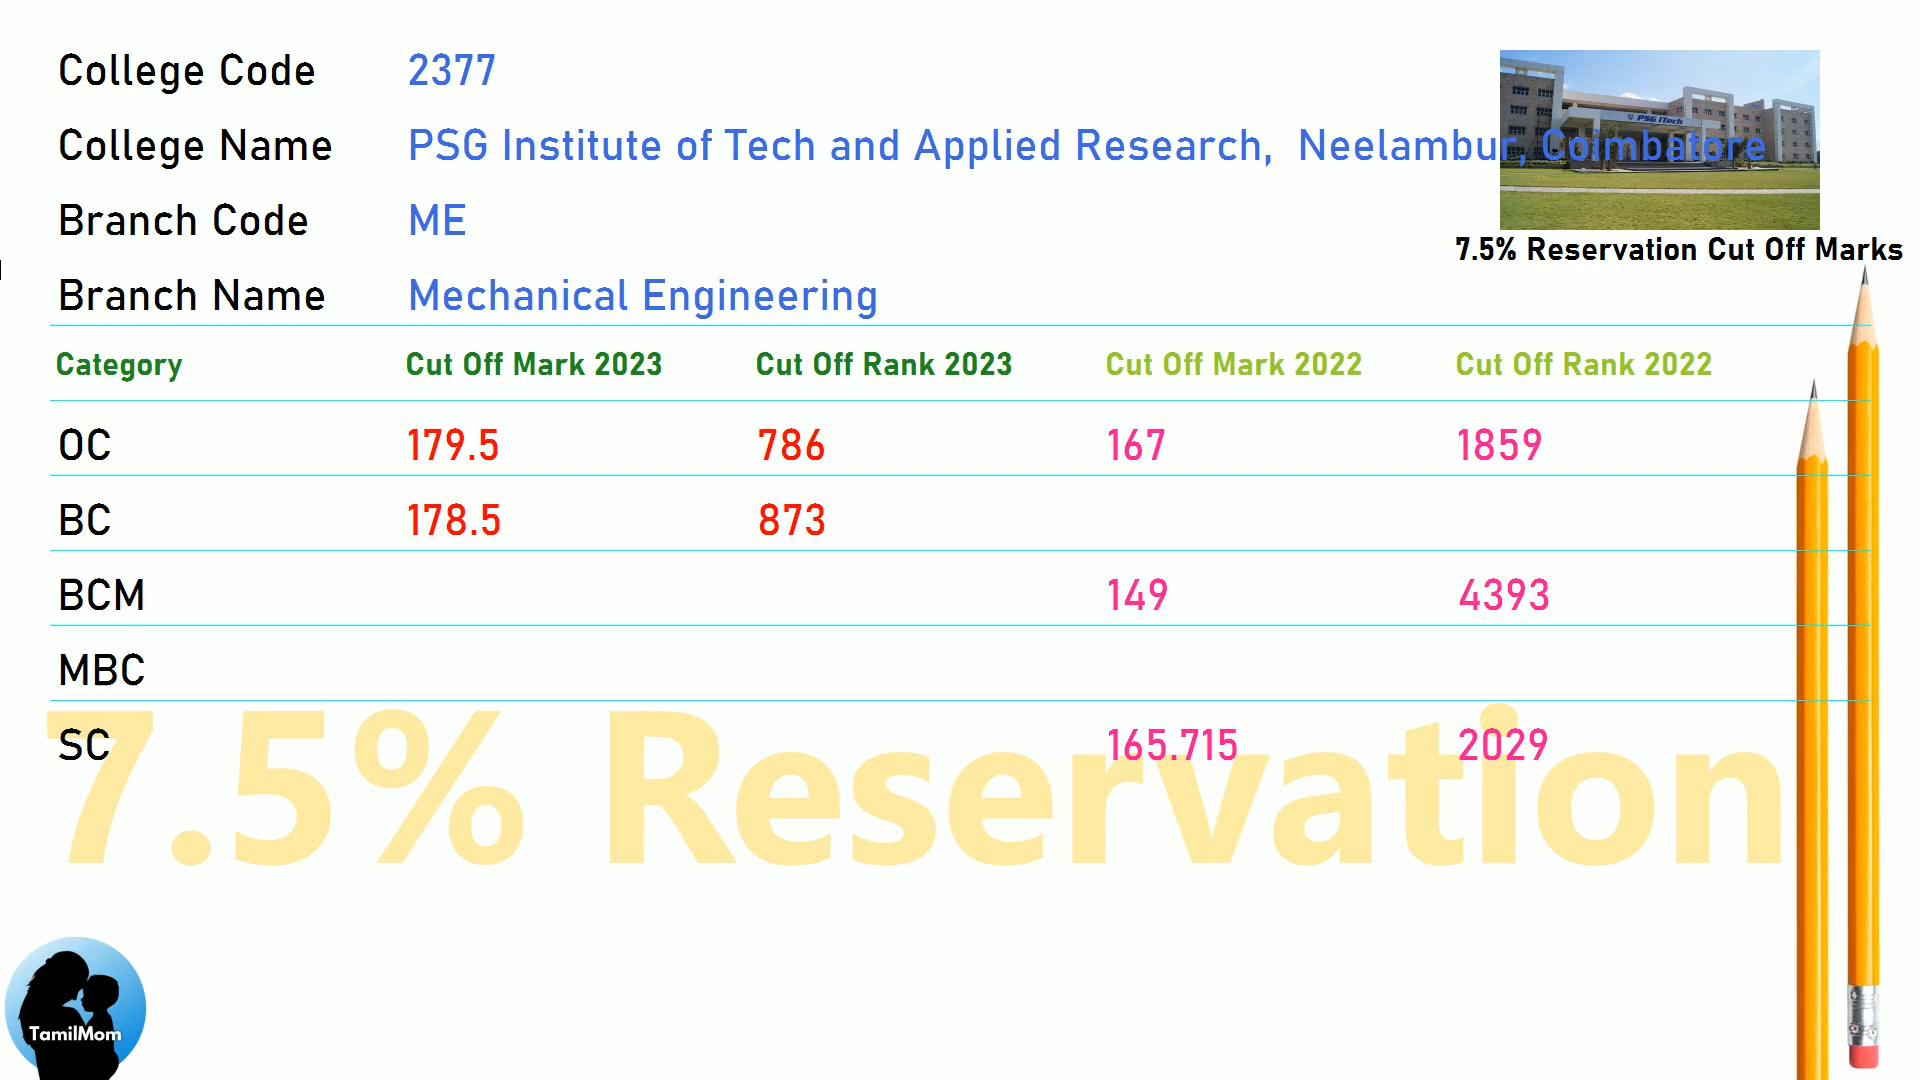 College Code 2377
College Name PSG Institute of Tech and Applied Research, Neelambur, Coimbatore
PSG iTech
Branch Code ME
7.5% Reservation Cut Off Marks
Branch Name Mechanical Engineering
Category Cut Off Mark 2023 Cut Off Rank 2023 Cut Off Mark 2022 Cut Off Rank 2022
OC 179.5 786 167 1859
BC 178.5 873
BCM 149 4393
MBC
SC 165.715 2029
7.5% Reservation
TamilMom